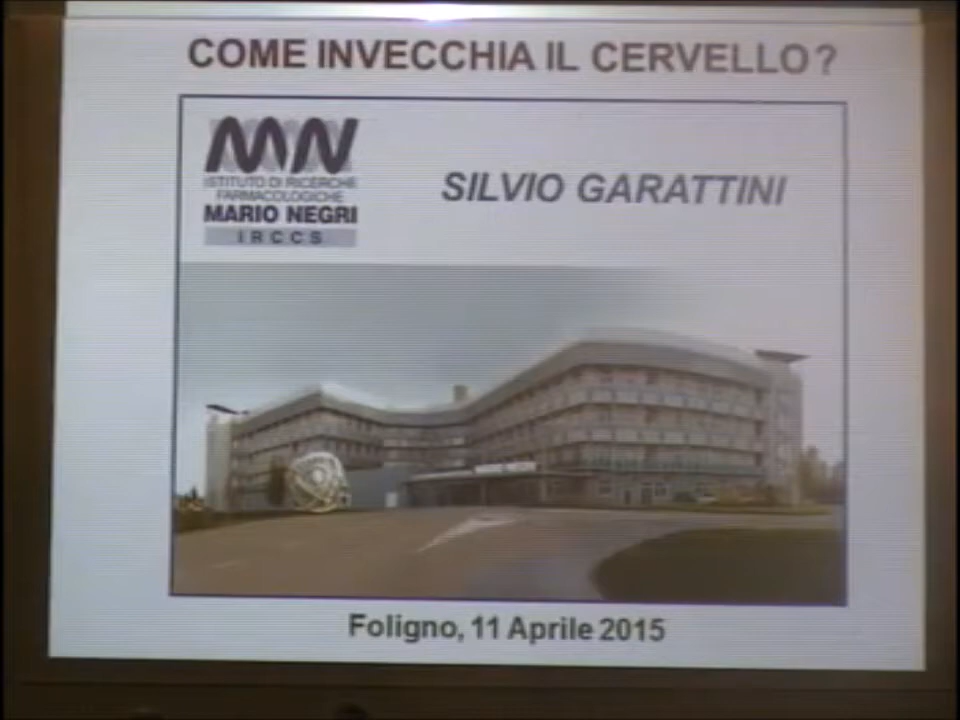 COME INVECCHIA IL CERVELLO?
MN
ISTITUTO DI RICERCHE
FARMACOLOGICHE
MARIO NEGRI
IRCCS
SILVIO GARATTINI
Foligno, 11 Aprile 2015